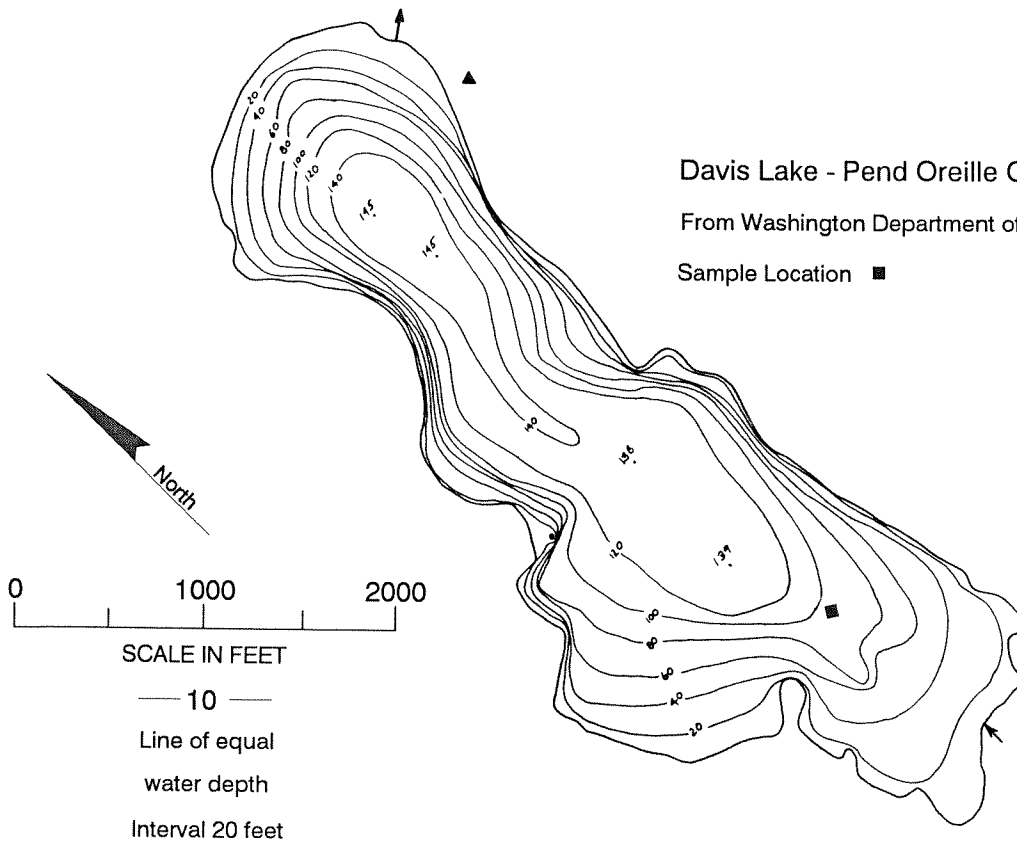 20
40
60
80
100
120
140
145
145
Davis Lake - Pend Oreille C
From Washington Department of
Sample Location
North
140
138
139
120
100
80
60
40
20
0 1000 2000
SCALE IN FEET
10
Line of equal
water depth
Interval 20 feet